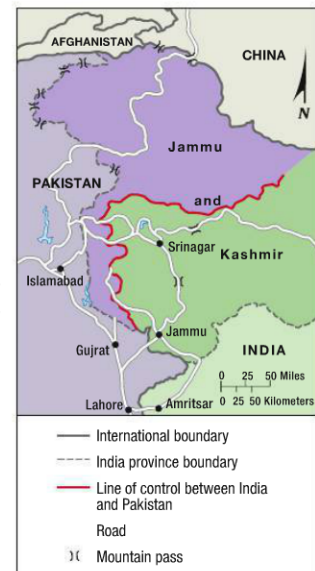 AFGHANISTAN
CHINA
N
Jammu
PAKISTAN
and
Srinagar
Kashmir
Islamabad
Jammu
Gujrat
INDIA
0 25 50 Miles
0 25 50 Kilometers
Lahore
Amritsar
International boundary
India province boundary
Line of control between India
and Pakistan
Road
Mountain pass